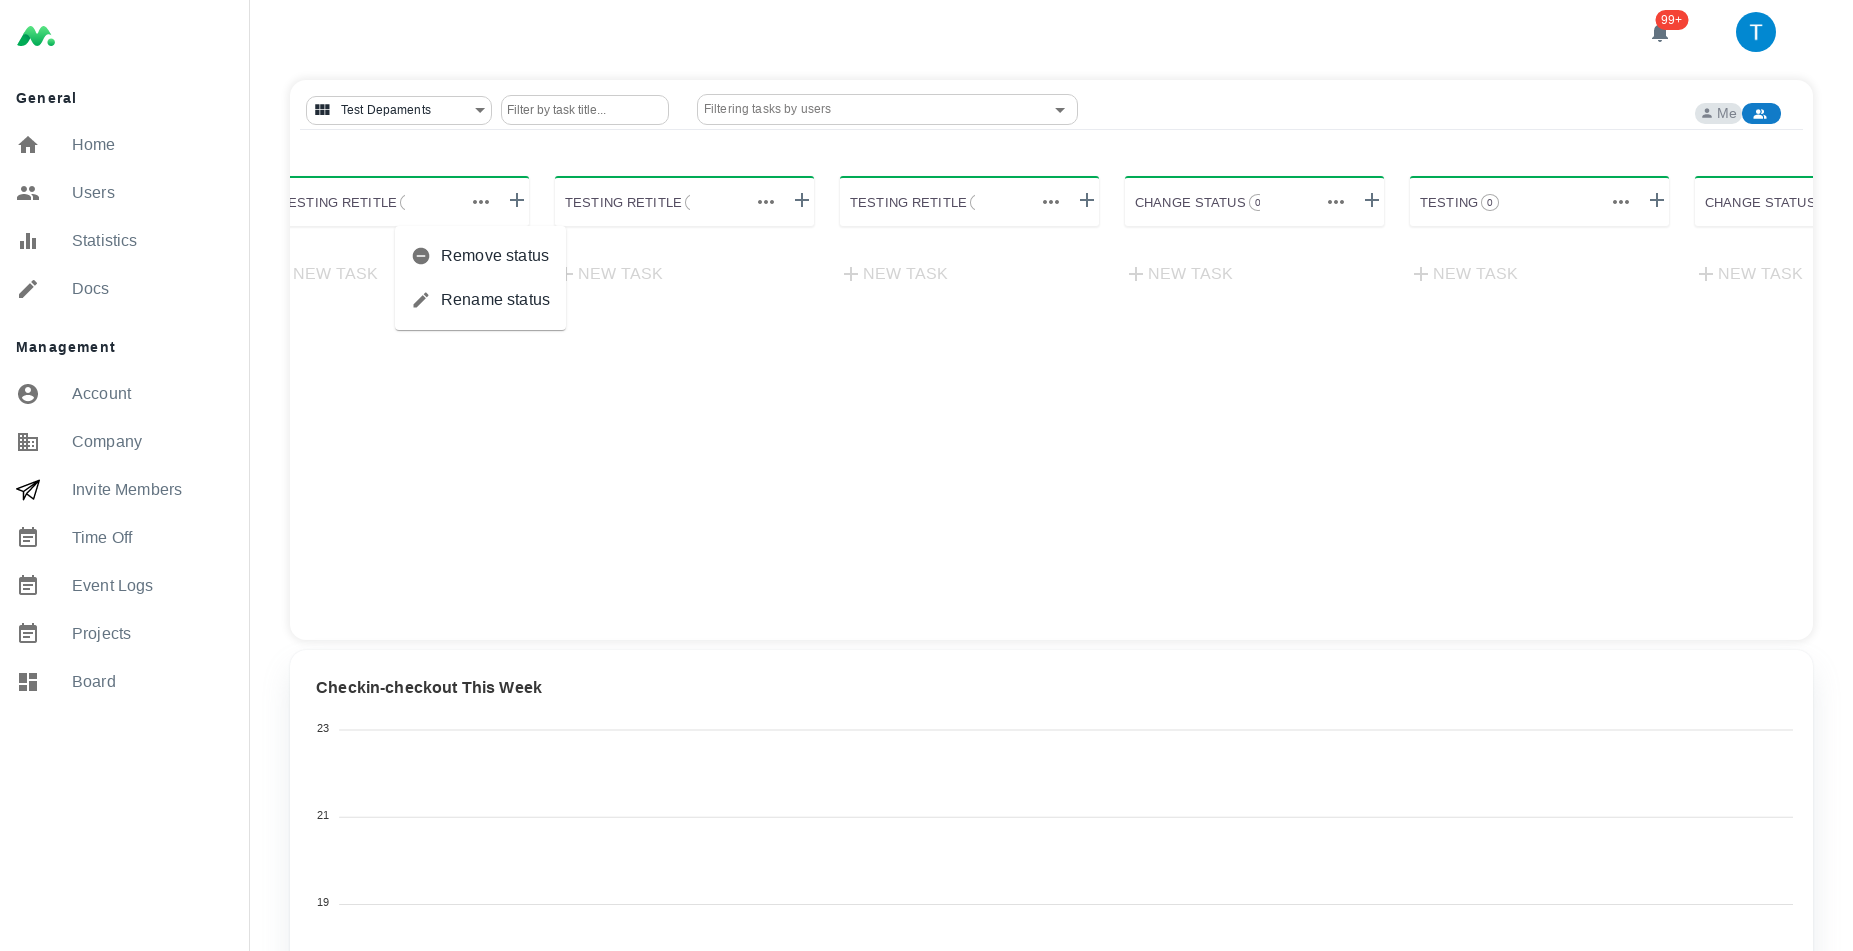 99+
T
General
Home
Users
Statistics
Docs
Management
Account
Company
Invite Members
Time Off
Event Logs
Projects
Board
Test Depaments
Filter by task title...
Filtering tasks by users
Me
ESTING RETITLE
TESTING RETITLE
TESTING RETITLE
CHANGE STATUS 0
TESTING 0
CHANGE STATUS
Remove status
Rename status
NEW TASK
NEW TASK
NEW TASK
NEW TASK
NEW TASK
NEW TASK
Checkin-checkout This Week
23
21
19